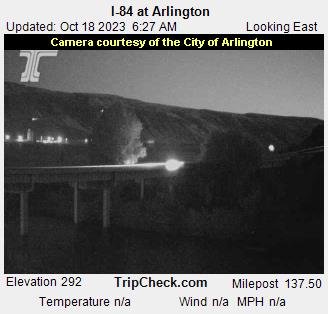 I-84 at Arlington
Updated: Oct 18 2023 6:27 AM Looking East
Camera courtesy of the City of Arlington
Elevation 292 TripCheck.com Milepost 137.50
Temperature n/a Wind n/a MPH n/a